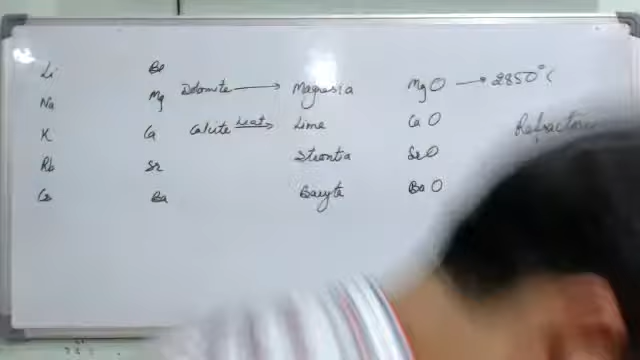 Li Be
Na Mg Dolomite → Magnesia MgO → 2850°C
K Ca Calcite heat → Lime CaO Refractor
Rb Sr Strontia SrO
Cs Ba Baryta BaO